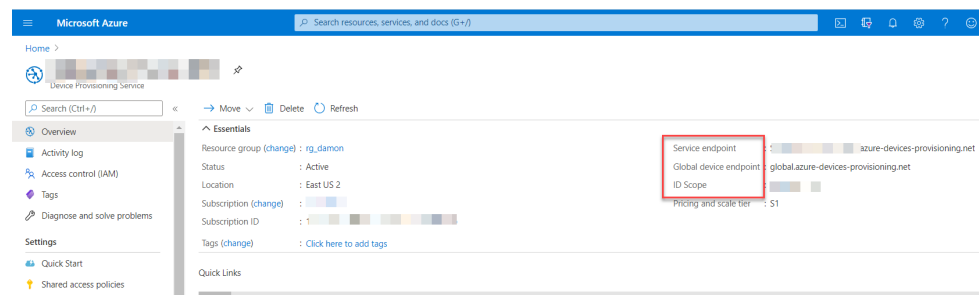 Microsoft Azure
Search resources, services, and docs (G+/)
Home >
Device Provisioning Service
Search (Ctrl+/)
«
Move
Delete
Refresh
Overview
Activity log
Access control (IAM)
Tags
Diagnose and solve problems
Settings
Quick Start
Shared access policies
Essentials
Resource group (change) : rg_damon
Status : Active
Location : East US 2
Subscription (change) :
Subscription ID : 1
Tags (change) : Click here to add tags
Service endpoint : azure-devices-provisioning.net
Global device endpoint : global.azure-devices-provisioning.net
ID Scope :
Pricing and scale tier : S1
Quick Links